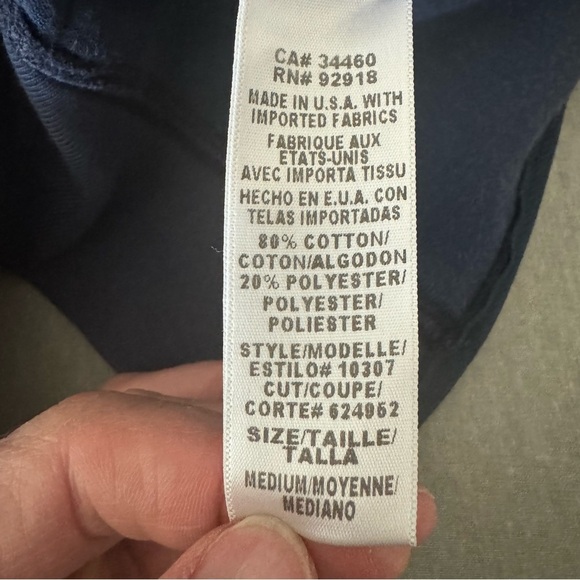 CA# 34460
RN# 92918
MADE IN U.S.A. WITH
IMPORTED FABRICS
FABRIQUE AUX
ETATS-UNIS
AVEC IMPORTA TISSU
HECHO EN E.U.A. CON
TELAS IMPORTADAS
80% COTTON/
COTON/ALGODON
20% POLYESTER/
POLYESTER/
POLIESTER
STYLE/MODELLE/
ESTILO# 10307
CUT/COUPE/
CORTE# 624952
SIZE/TAILLE/
TALLA
MEDIUM/MOYENNE/
MEDIANO